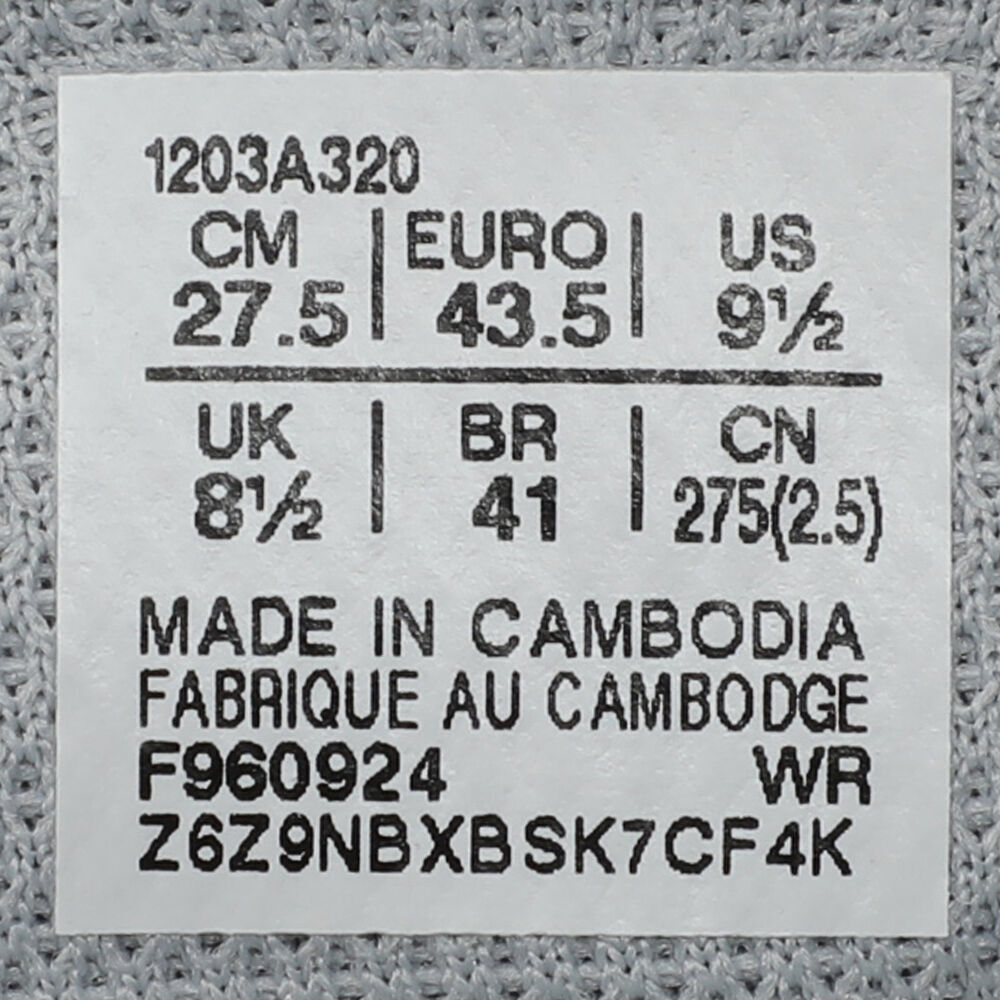 1203A320
CM | EURO | US
27.5 | 43.5 | 9½
UK | BR | CN
8½ | 41 | 275(2.5)
MADE IN CAMBODIA
FABRIQUE AU CAMBODGE
F960924 WR
Z6Z9NBXBSK7CF4K